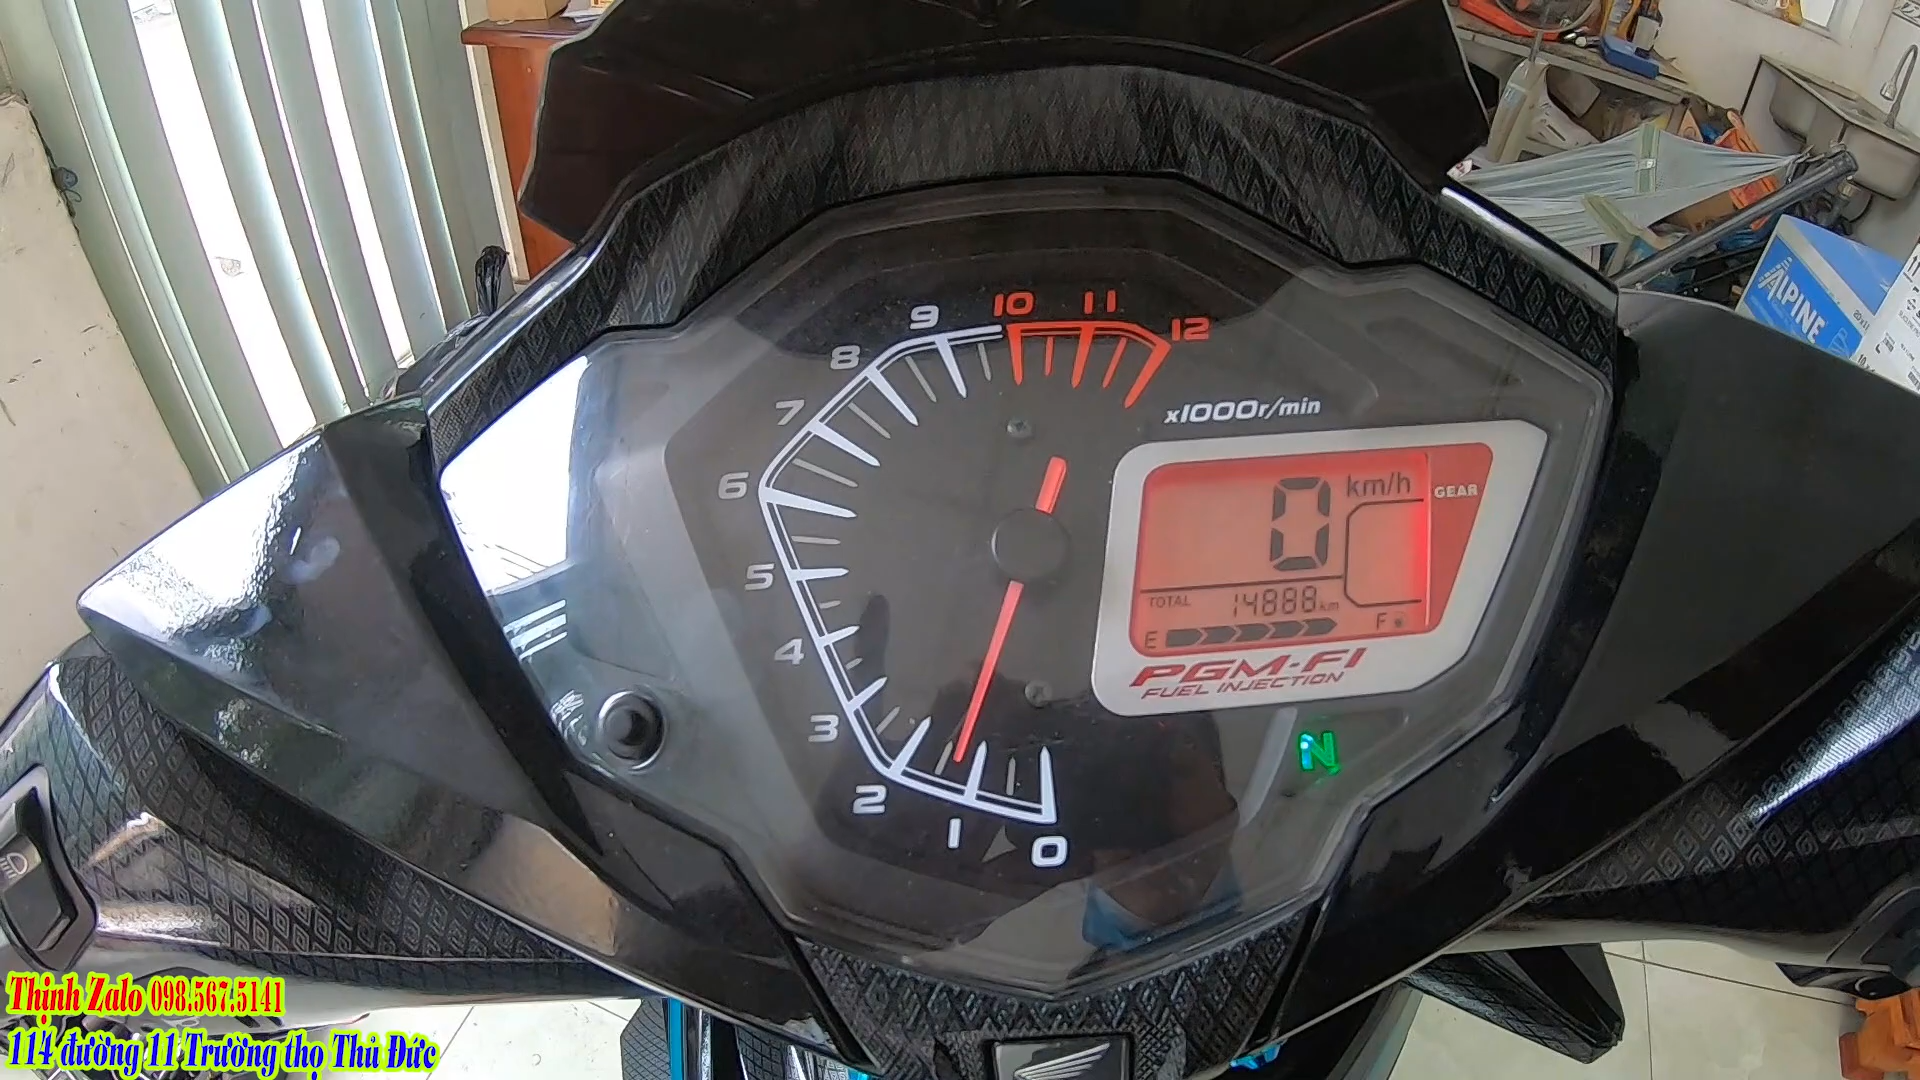 10 11
9 12
8
7
x1000r/min
6
0 km/h GEAR
5
TOTAL 14888 km
E F
4
PGM-FI
FUEL INJECTION
3
N
2
1
0
ALPINE
Thịnh Zalo 098.567.5141
114 đường 11 Trường thọ Thủ Đức